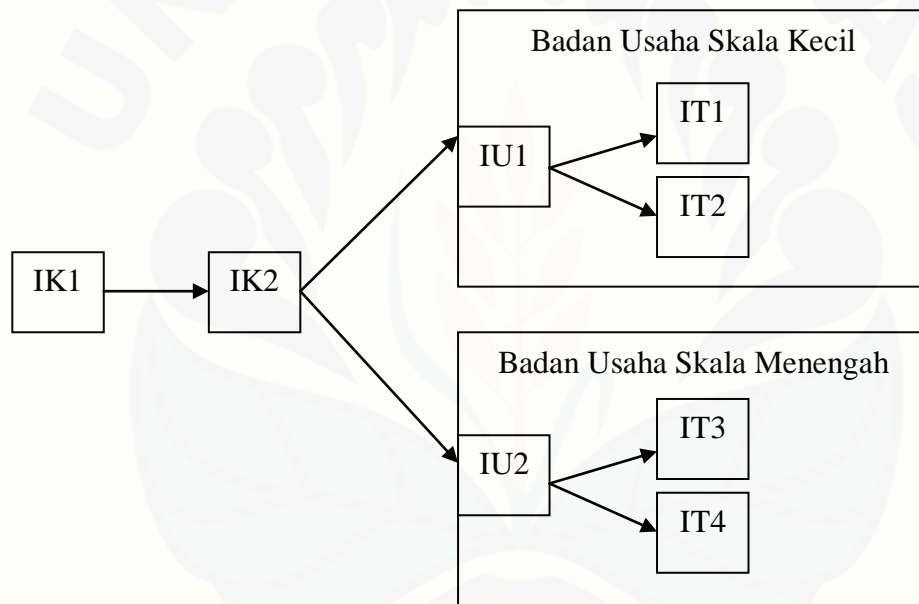 Badan Usaha Skala Kecil
IT1
IU1
IT2
IK1
IK2
Badan Usaha Skala Menengah
IT3
IU2
IT4